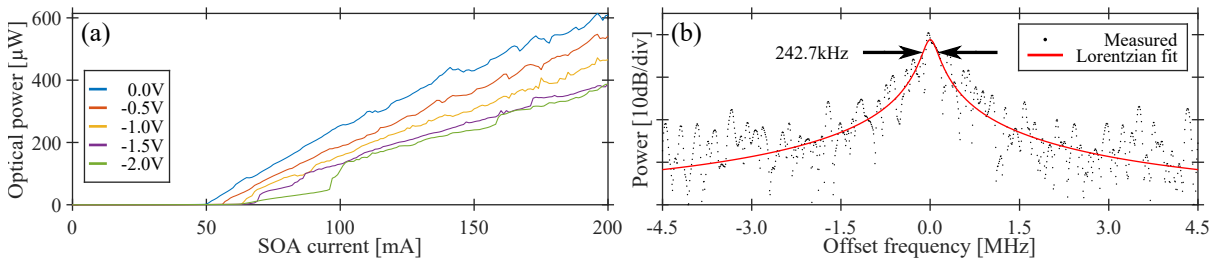 (a)
Optical power [µW]
600
400
200
0
0.0V
-0.5V
-1.0V
-1.5V
-2.0V
0 50 100 150 200
SOA current [mA]
(b)
Power [10dB/div]
242.7kHz
Measured
Lorentzian fit
-4.5 -3.0 -1.5 0.0 1.5 3.0 4.5
Offset frequency [MHz]